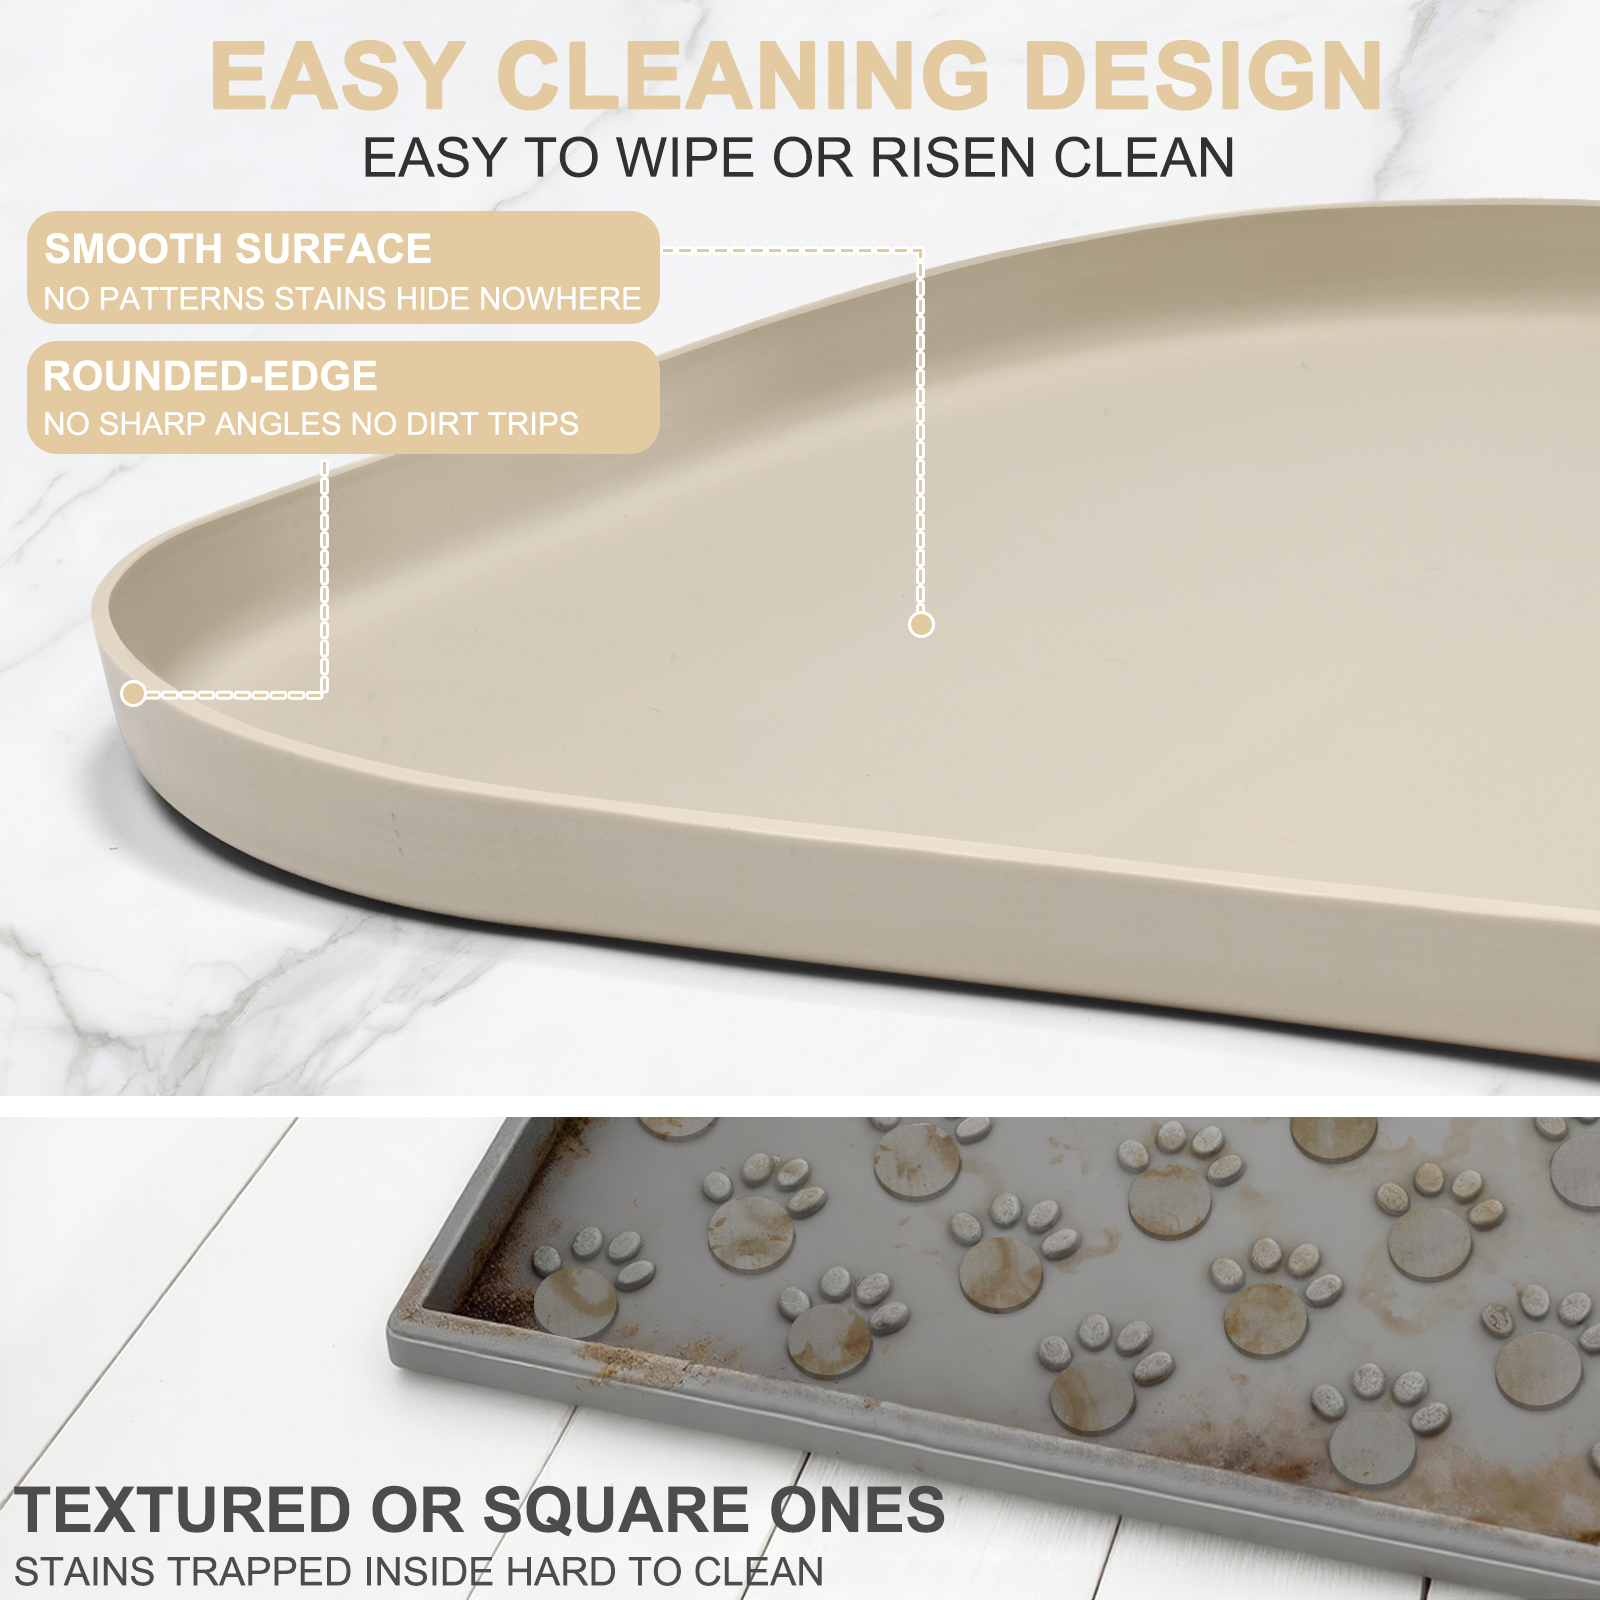 EASY CLEANING DESIGN
EASY TO WIPE OR RISEN CLEAN
SMOOTH SURFACE
NO PATTERNS STAINS HIDE NOWHERE
ROUNDED-EDGE
NO SHARP ANGLES NO DIRT TRIPS
TEXTURED OR SQUARE ONES
STAINS TRAPPED INSIDE HARD TO CLEAN